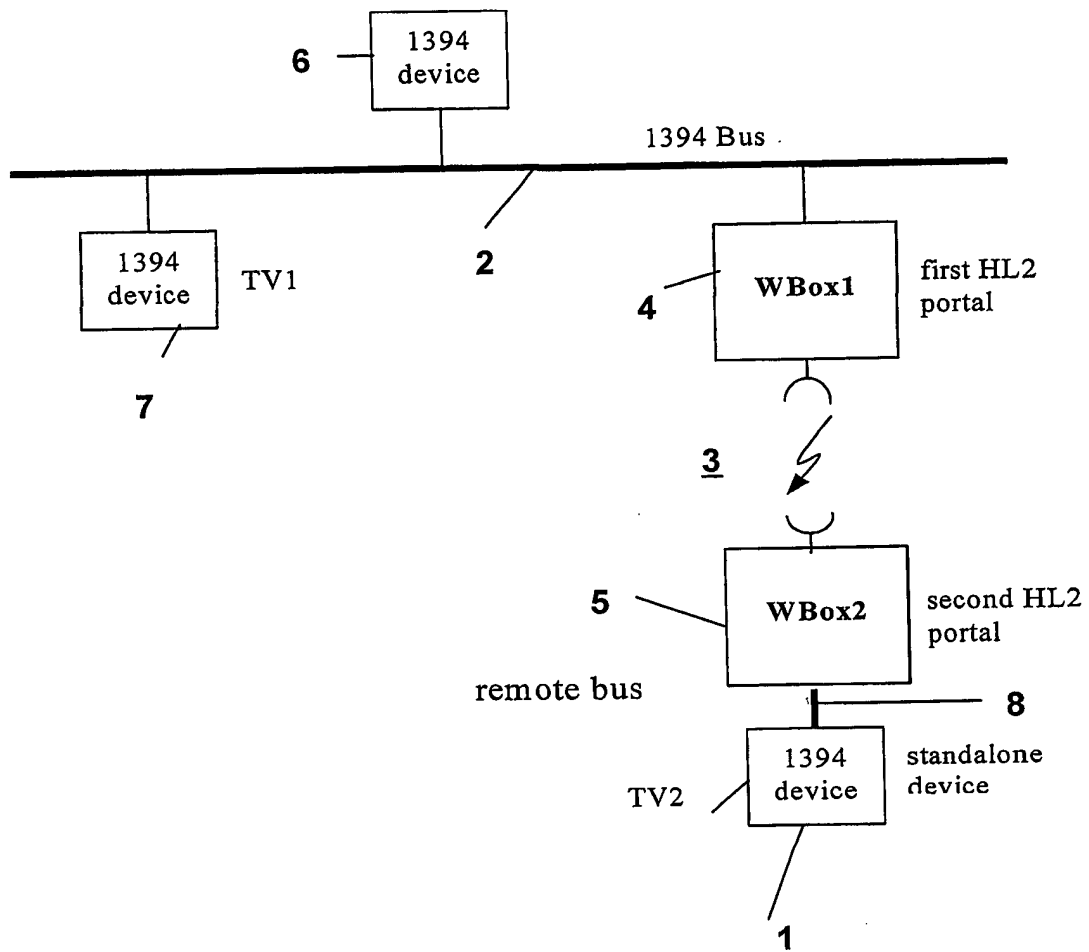 1394
device
6
1394 Bus
1394
device
TV1
2
4
WBox1
first HL2
portal
7
3
5
WBox2
second HL2
portal
remote bus
8
1394
device
standalone
device
TV2
1